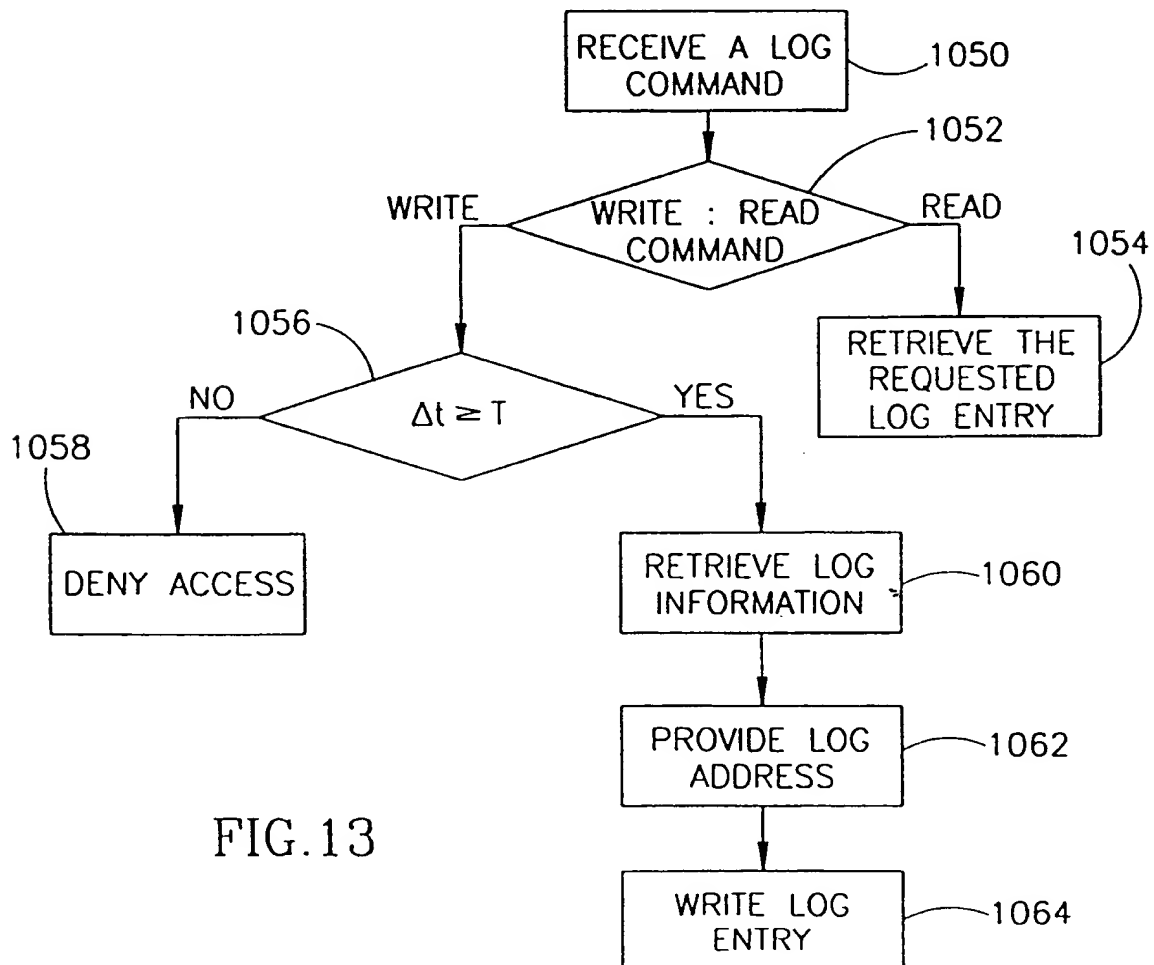 RECEIVE A LOG
COMMAND
1050
1052
WRITE
WRITE : READ
COMMAND
READ
1054
RETRIEVE THE
REQUESTED
LOG ENTRY
1056
NO
Δt ≥ T
YES
1058
DENY ACCESS
RETRIEVE LOG
INFORMATION
1060
PROVIDE LOG
ADDRESS
1062
FIG.13
WRITE LOG
ENTRY
1064